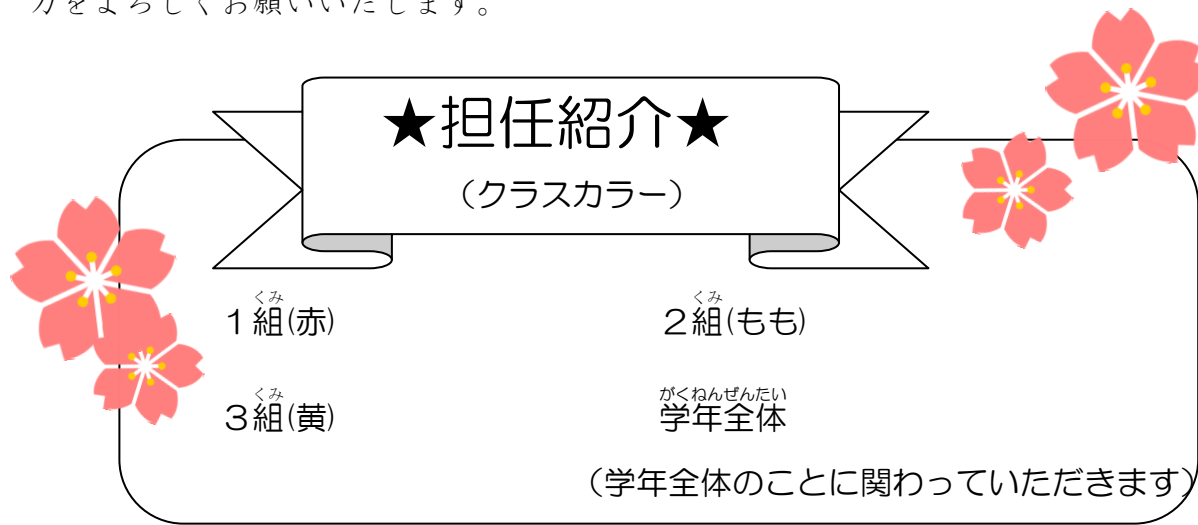 力をよろしくお願いいたします。
★担任紹介★
(クラスカラー)
くみ くみ
1組(赤) 2組(もも)
くみ がくねんぜんたい
3組(黄) 学年全体
(学年全体のことに関わっていただきます)